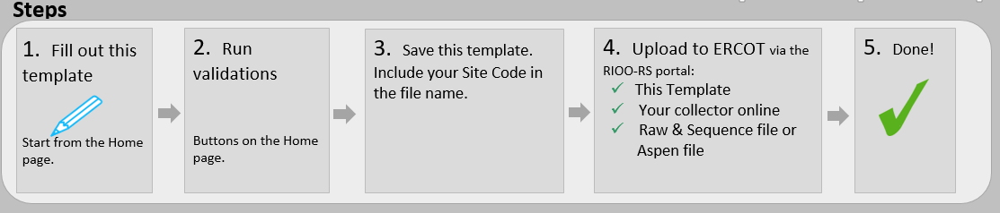 Steps
1. Fill out this
template
Start from the Home
page.
2. Run
validations
Buttons on the Home
page.
3. Save this template.
Include your Site Code in
the file name.
4. Upload to ERCOT via the
RIOO-RS portal:
✓ This Template
✓ Your collector online
✓ Raw & Sequence file or
Aspen file
5. Done!